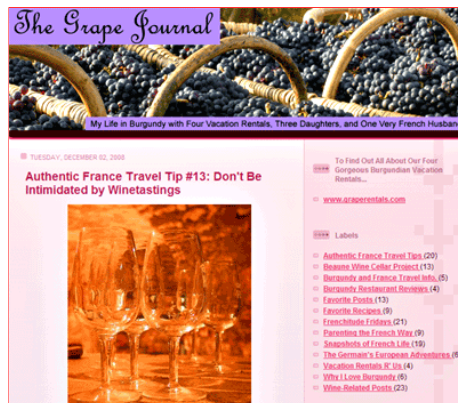 The Grape Journal
My Life in Burgundy with Four Vacation Rentals, Three Daughters, and One Very French Husban
TUESDAY, DECEMBER 02, 2008
Authentic France Travel Tip #13: Don't Be
Intimidated by Winetastings
To Find Out All About Our Four
Gorgeous Burgundian Vacation
Rentals...
www.graperentals.com
Labels
Authentic France Travel Tips (20)
Beaune Wine Cellar Project (13)
Burgundy and France Travel Info. (5)
Burgundy Restaurant Reviews (4)
Favorite Posts (13)
Favorite Recipes (9)
Frenchitude Fridays (21)
Parenting the French Way (9)
Snapshots of French Life (19)
The Germain's European Adventures (6
Vacation Rentals R' Us (4)
Why I Love Burgundy (6)
Wine-Related Posts (23)